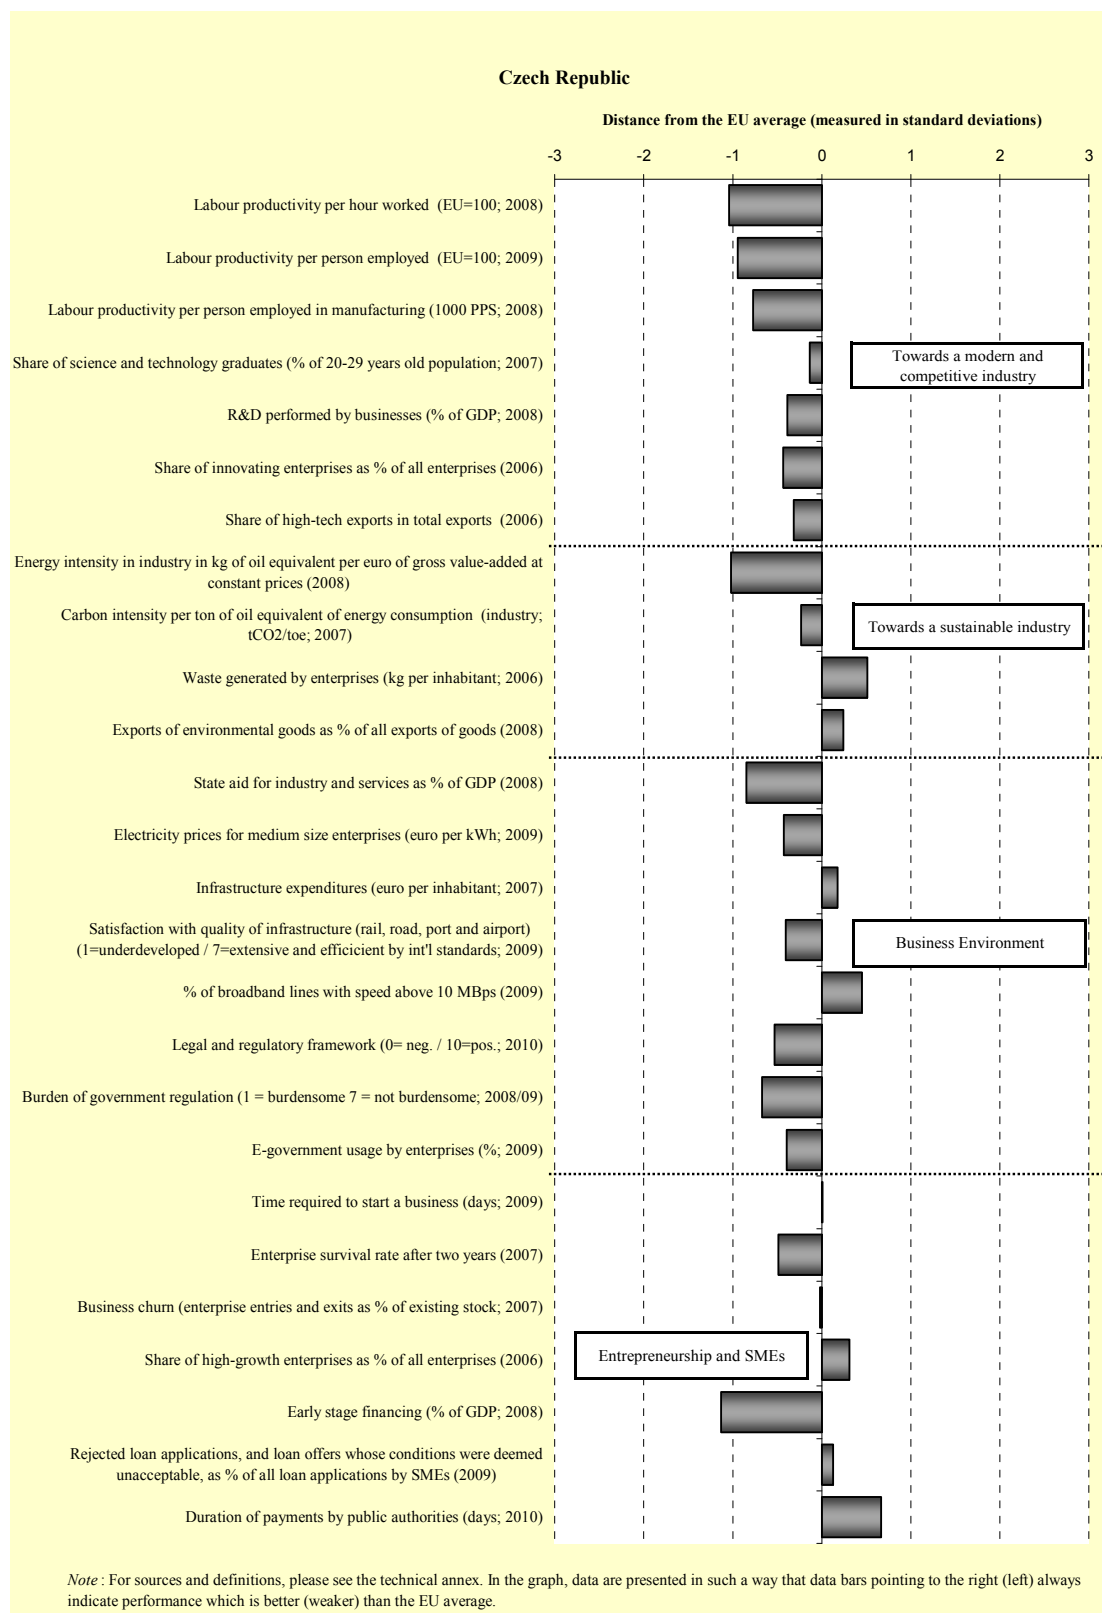 Czech Republic
Distance from the EU average (measured in standard deviations)
-3 -2 -1 0 1 2 3
Labour productivity per hour worked (EU=100; 2008)
Labour productivity per person employed (EU=100; 2009)
Labour productivity per person employed in manufacturing (1000 PPS; 2008)
Share of science and technology graduates (% of 20-29 years old population; 2007)
Towards a modern and
competitive industry
R&D performed by businesses (% of GDP; 2008)
Share of innovating enterprises as % of all enterprises (2006)
Share of high-tech exports in total exports (2006)
Energy intensity in industry in kg of oil equivalent per euro of gross value-added at
constant prices (2008)
Carbon intensity per ton of oil equivalent of energy consumption (industry;
tCO2/toe; 2007)
Towards a sustainable industry
Waste generated by enterprises (kg per inhabitant; 2006)
Exports of environmental goods as % of all exports of goods (2008)
State aid for industry and services as % of GDP (2008)
Electricity prices for medium size enterprises (euro per kWh; 2009)
Infrastructure expenditures (euro per inhabitant; 2007)
Satisfaction with quality of infrastructure (rail, road, port and airport)
(1=underdeveloped / 7=extensive and efficicient by int'l standards; 2009)
Business Environment
% of broadband lines with speed above 10 MBps (2009)
Legal and regulatory framework (0= neg. / 10=pos.; 2010)
Burden of government regulation (1 = burdensome 7 = not burdensome; 2008/09)
E-government usage by enterprises (%; 2009)
Time required to start a business (days; 2009)
Enterprise survival rate after two years (2007)
Business churn (enterprise entries and exits as % of existing stock; 2007)
Share of high-growth enterprises as % of all enterprises (2006)
Entrepreneurship and SMEs
Early stage financing (% of GDP; 2008)
Rejected loan applications, and loan offers whose conditions were deemed
unacceptable, as % of all loan applications by SMEs (2009)
Duration of payments by public authorities (days; 2010)
Note : For sources and definitions, please see the technical annex. In the graph, data are presented in such a way that data bars pointing to the right (left) always
indicate performance which is better (weaker) than the EU average.